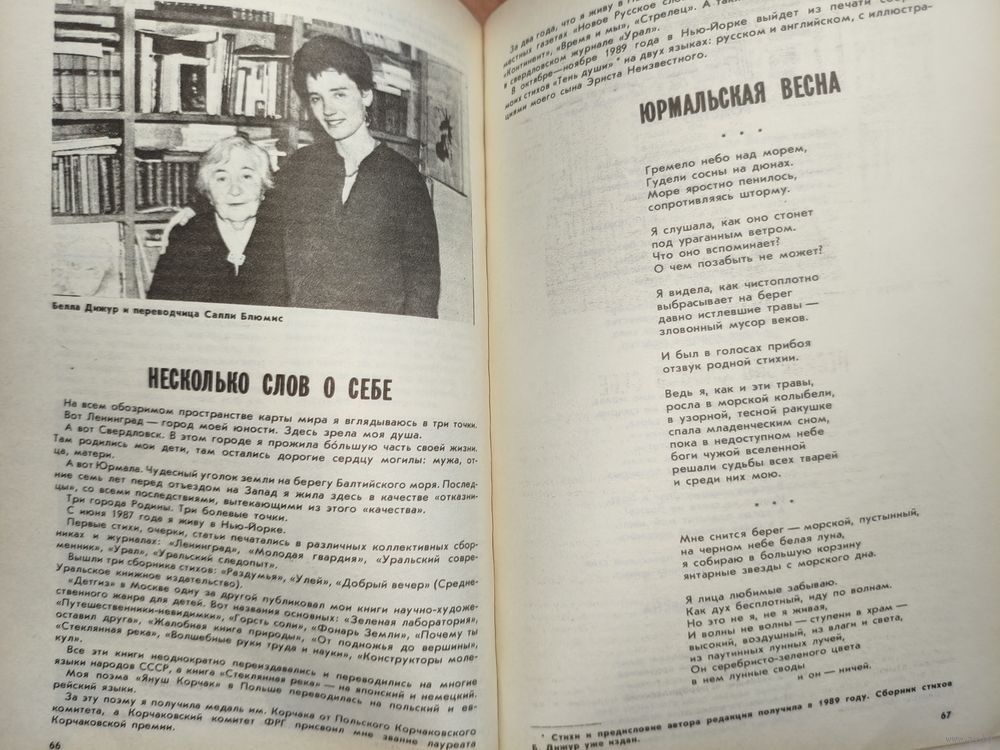 Белла Дижур и переводчица Салли Блюмис
НЕСКОЛЬКО СЛОВ О СЕБЕ
На всем обозримом пространстве карты мира я вглядываюсь в три точки.
Вот Ленинград — город моей юности. Здесь зрела моя душа.
А вот Свердловск. В этом городе я прожила бо́льшую часть своей жизни.
Там родились мои дети, там остались дорогие сердцу могилы: мужа, от-
ца, матери.
А вот Юрмала. Чудесный уголок земли на берегу Балтийского моря. Послед-
ние семь лет перед отъездом на Запад я жила здесь в качестве «отказни-
цы», со всеми последствиями, вытекающими из этого «качества».
Три города Родины. Три болевые точки.
С июня 1987 года я живу в Нью-Йорке.
Первые стихи, очерки, статьи печатались в различных коллективных сбор-
никах и журналах: «Ленинград», «Молодая гвардия», «Уральский совре-
менник», «Урал», «Уральский следопыт».
Вышли три сборника стихов: «Раздумья», «Улей», «Добрый вечер» (Средне-
Уральское книжное издательство).
«Детгиз» в Москве одну за другой публиковал мои книги научно-художе-
ственного жанра для детей. Вот названия основных: «Зеленая лаборатория»,
«Путешественники-невидимки», «Горсть соли», «Фонарь Земли», «Почему ты
оставил друга», «Жалобная книга природы», «От подножья до вершины»,
«Стеклянная река», «Волшебные руки труда и науки», «Конструкторы моле-
кул».
Все эти книги неоднократно переиздавались и переводились на многие
языки народов СССР, а книга «Стеклянная река» — на японский и немецкий.
Моя поэма «Януш Корчак» в Польше переводилась на польский и ев-
рейский языки.
За эту поэму я получила медаль им. Корчака от Польского Корчаковского
комитета, а Корчаковский комитет ФРГ присвоил мне звание лауреата
Корчаковской премии.
66
За два года, что я живу в
местных газетах «Новое Русское
«Континент», «Время и мы», «Стрелец». А
в свердловском журнале «Урал».
В октябре—ноябре 1989 года в Нью-Йорке выйдет из печати
моих стихов «Тень души» * на двух языках: русском и английском, с иллюстра-
циями моего сына Эрнста Неизвестного.
ЮРМАЛЬСКАЯ ВЕСНА
* * *
Гремело небо над морем,
Гудели сосны на дюнах.
Море яростно пенилось,
сопротивляясь шторму.
Я слушала, как оно стонет
под ураганным ветром.
Что оно вспоминает?
О чем позабыть не может?
Я видела, как чистоплотно
выбрасывает на берег
давно истлевшие травы —
зловонный мусор веков.
И был в голосах прибоя
отзвук родной стихии.
Ведь я, как и эти травы,
росла в морской колыбели,
в узорной, тесной ракушке
спала младенческим сном,
пока в недоступном небе
боги чужой вселенной
решали судьбы всех тварей
и среди них мою.
* * *
Мне снится берег — морской, пустынный,
на черном небе белая луна,
я собираю в большую корзину
янтарные звезды с морского дна.
Я лица любимые забываю.
Как дух бесплотный, иду по волнам.
Но это не я, не я живая,
И волны не волны — ступени в храм —
высокий, воздушный, из влаги и света,
из паутинных лунных лучей,
Он серебристо-зеленого цвета
в нем лунные своды
и он — ничей.
* Стихи и предисловие автора редакция получила в 1989 году. Сборник стихов
Б. Дижур уже издан.
67